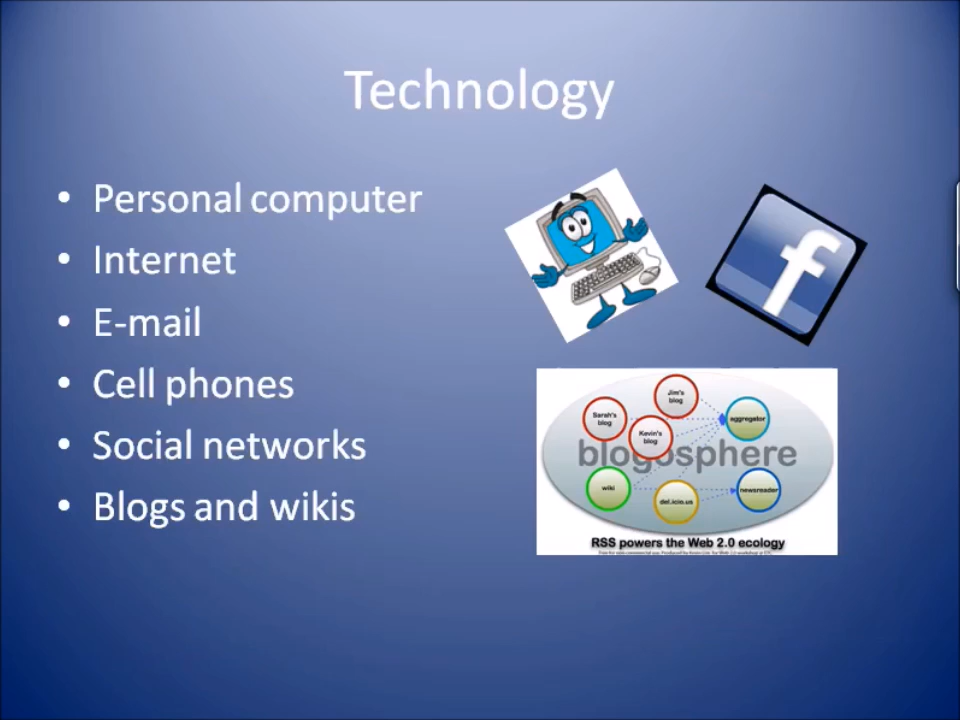 Technology
• Personal computer
• Internet
• E-mail
• Cell phones
• Social networks
• Blogs and wikis
f
Jim's
blog
Sarah's
blog
aggregator
Kevin's
blog
blogosphere
wiki
del.icio.us
newsreader
RSS powers the Web 2.0 ecology